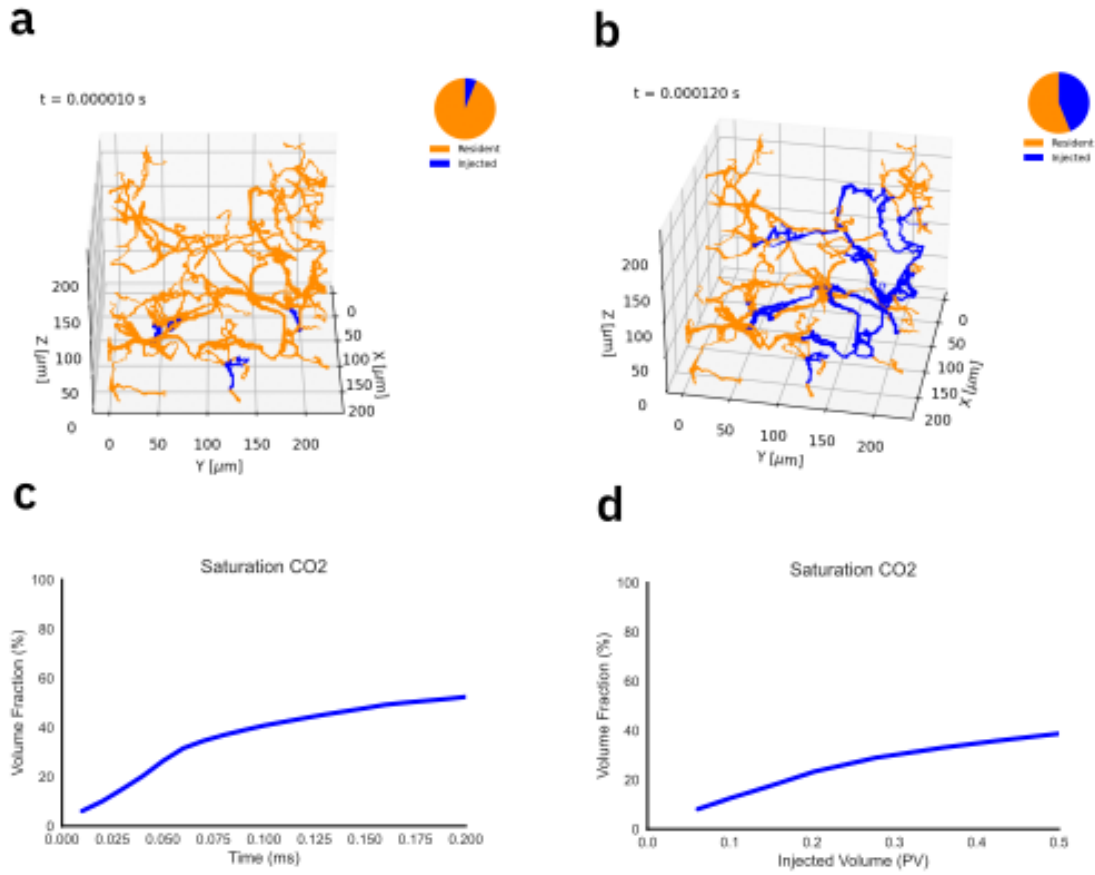 a
t = 0.000010 s
Resident
Injected
200
150
100
50
0
Z [μm]
0
50
100
150
200
X [μm]
0 50 100 150 200
Y [μm]
b
t = 0.000120 s
Resident
Injected
200
150
100
50
0
Z [μm]
0
50
100
150
200
X [μm]
0 50 100 150 200
Y [μm]
c
Saturation CO2
100
80
60
40
20
0
Volume Fraction (%)
0.000 0.025 0.050 0.075 0.100 0.125 0.150 0.175 0.200
Time (ms)
d
Saturation CO2
100
80
60
40
20
0
Volume Fraction (%)
0.0 0.1 0.2 0.3 0.4 0.5
Injected Volume (PV)